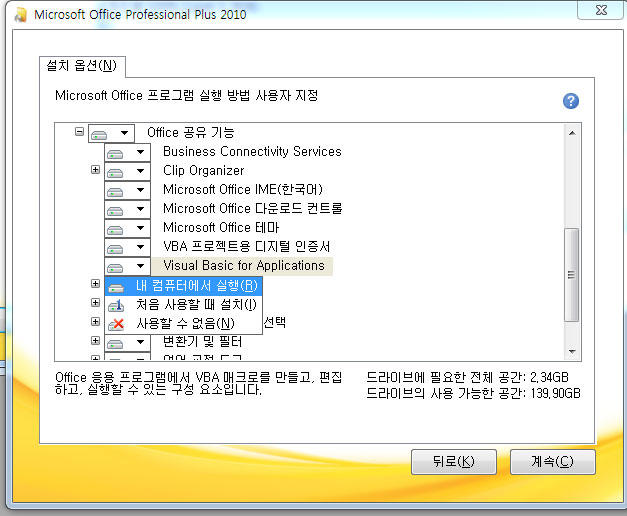 Microsoft Office Professional Plus 2010
설치 옵션(N)
Microsoft Office 프로그램 실행 방법 사용자 지정
Office 공유 기능
Business Connectivity Services
Clip Organizer
Microsoft Office IME(한국어)
Microsoft Office 다운로드 컨트롤
Microsoft Office 테마
VBA 프로젝트용 디지털 인증서
Visual Basic for Applications
내 컴퓨터에서 실행(R)
처음 사용할 때 설치(I)
사용할 수 없음(N) 선택
변환기 및 필터
Office 응용 프로그램에서 VBA 매크로를 만들고, 편집
하고, 실행할 수 있는 구성 요소입니다.
드라이브에 필요한 전체 공간: 2,34GB
드라이브의 사용 가능한 공간: 139,90GB
뒤로(K)
계속(C)